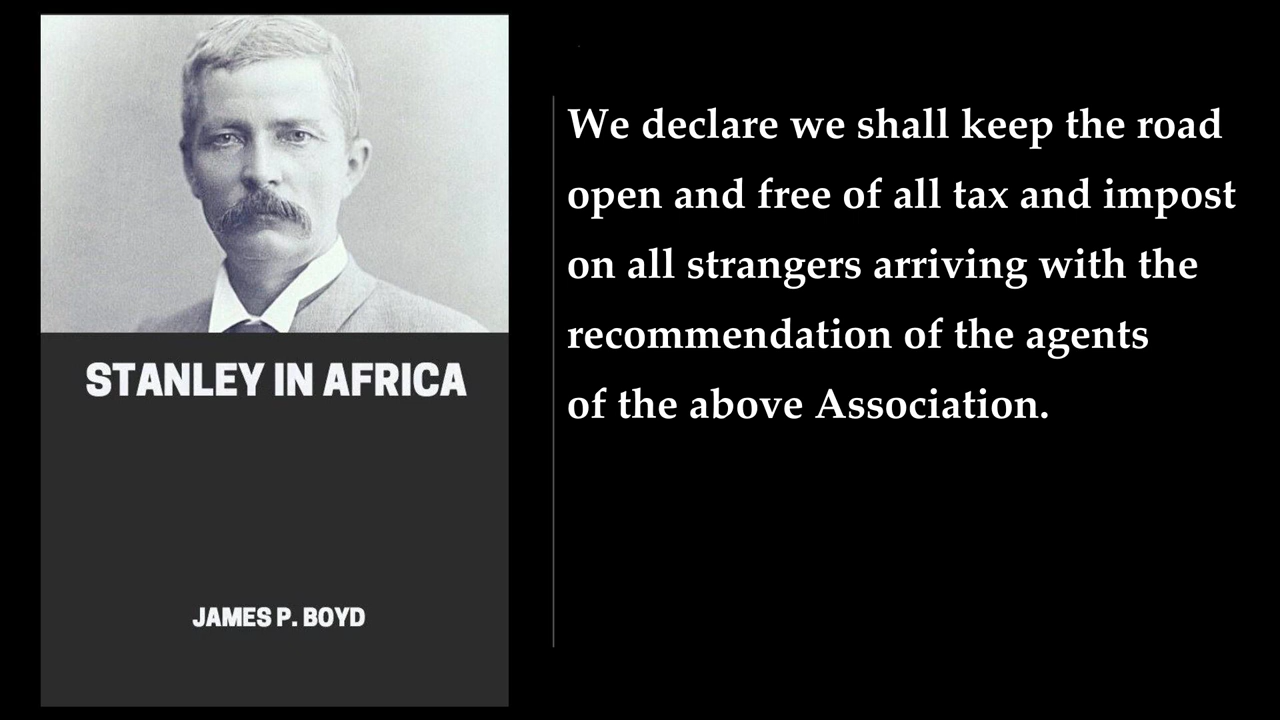 STANLEY IN AFRICA
JAMES P. BOYD
We declare we shall keep the road
open and free of all tax and impost
on all strangers arriving with the
recommendation of the agents
of the above Association.